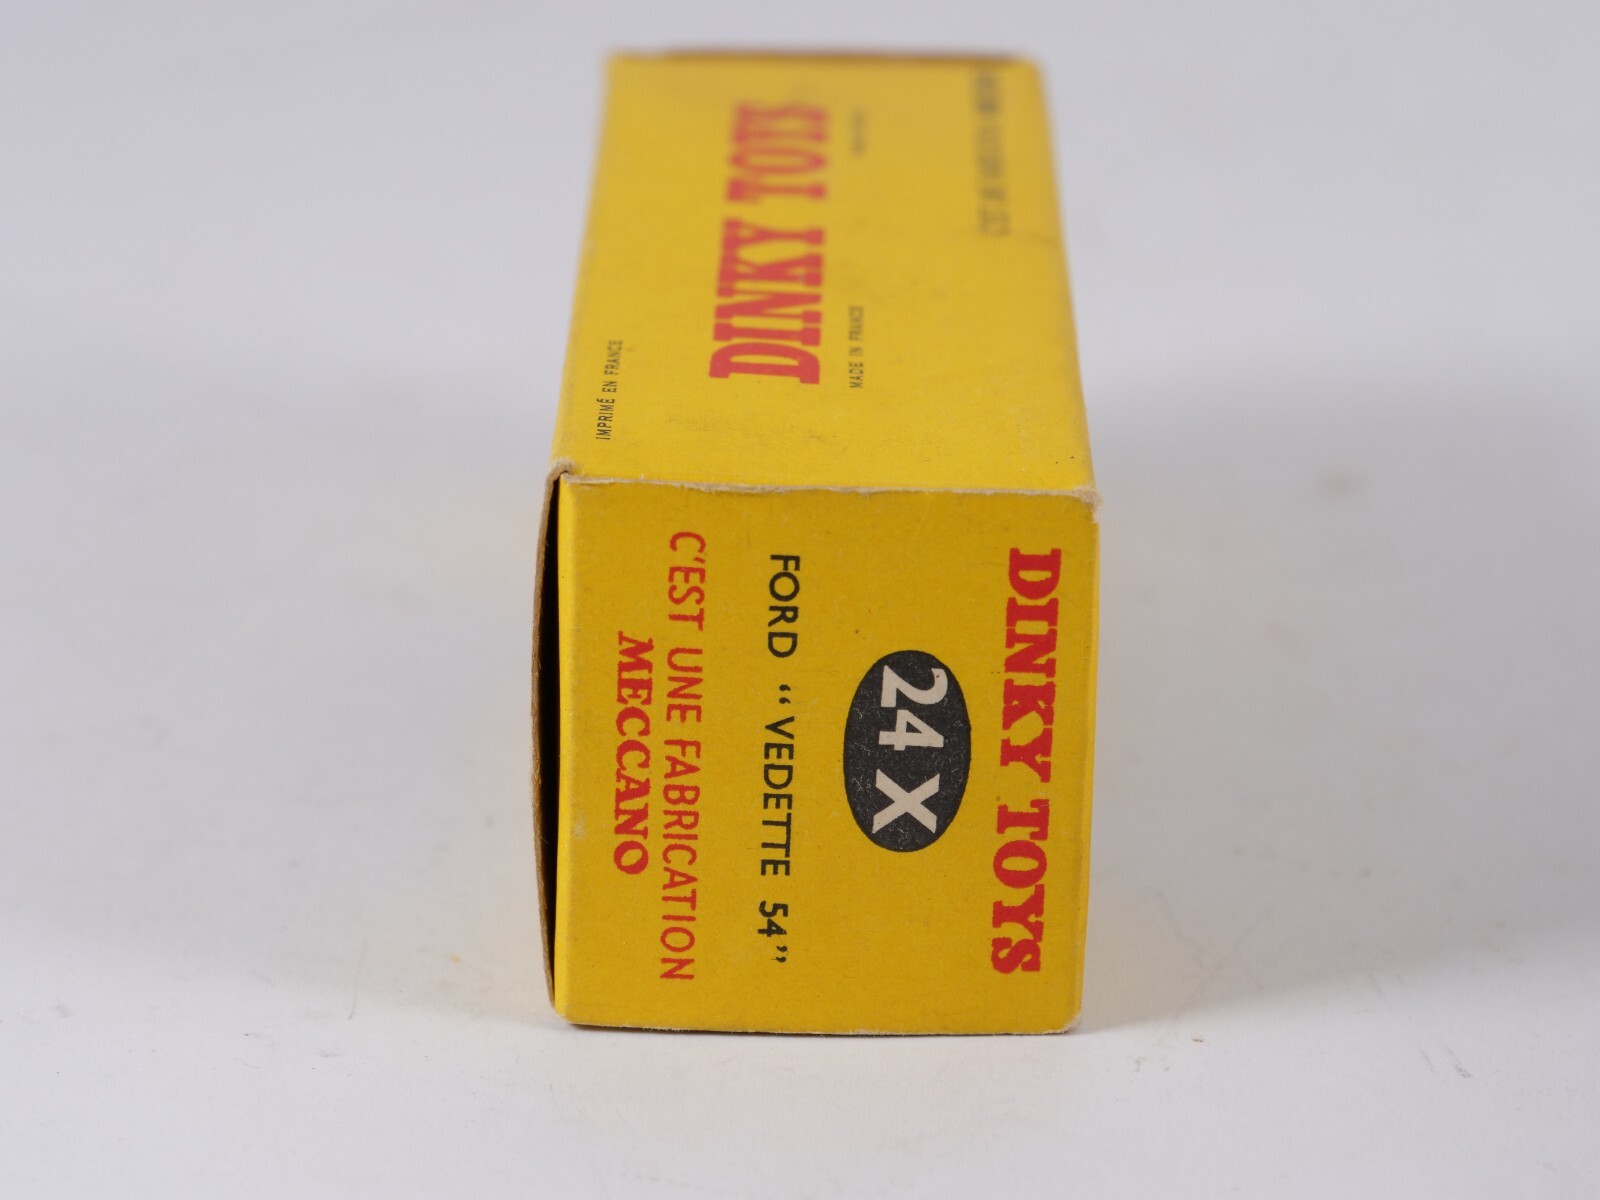 DINKY TOYS
MADE IN FRANCE
IMPRIMÉ EN FRANCE
DINKY TOYS
24 X
FORD “VEDETTE 54”
C'EST UNE FABRICATION
MECCANO